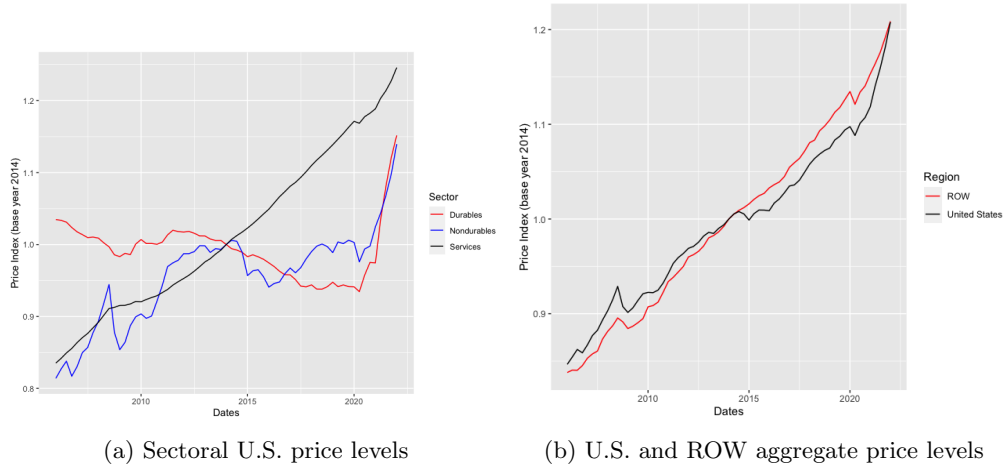 Price Index (base year 2014)
1.2
1.1
1.0
0.9
0.8
2010
2015
2020
Dates
Sector
Durables
Nondurables
Services
(a) Sectoral U.S. price levels
Price Index (base year 2014)
1.2
1.1
1.0
0.9
2010
2015
2020
Dates
Region
ROW
United States
(b) U.S. and ROW aggregate price levels